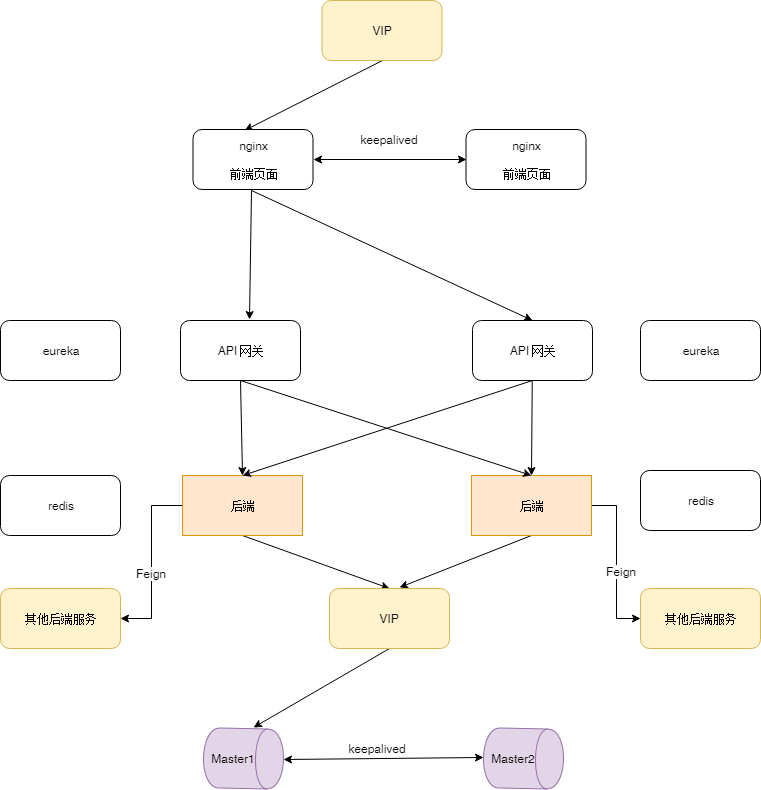 VIP
nginx
前端页面
keepalived
nginx
前端页面
eureka
API 网关
API 网关
eureka
redis
后端
后端
redis
Feign
Feign
其他后端服务
VIP
其他后端服务
keepalived
Master1
Master2